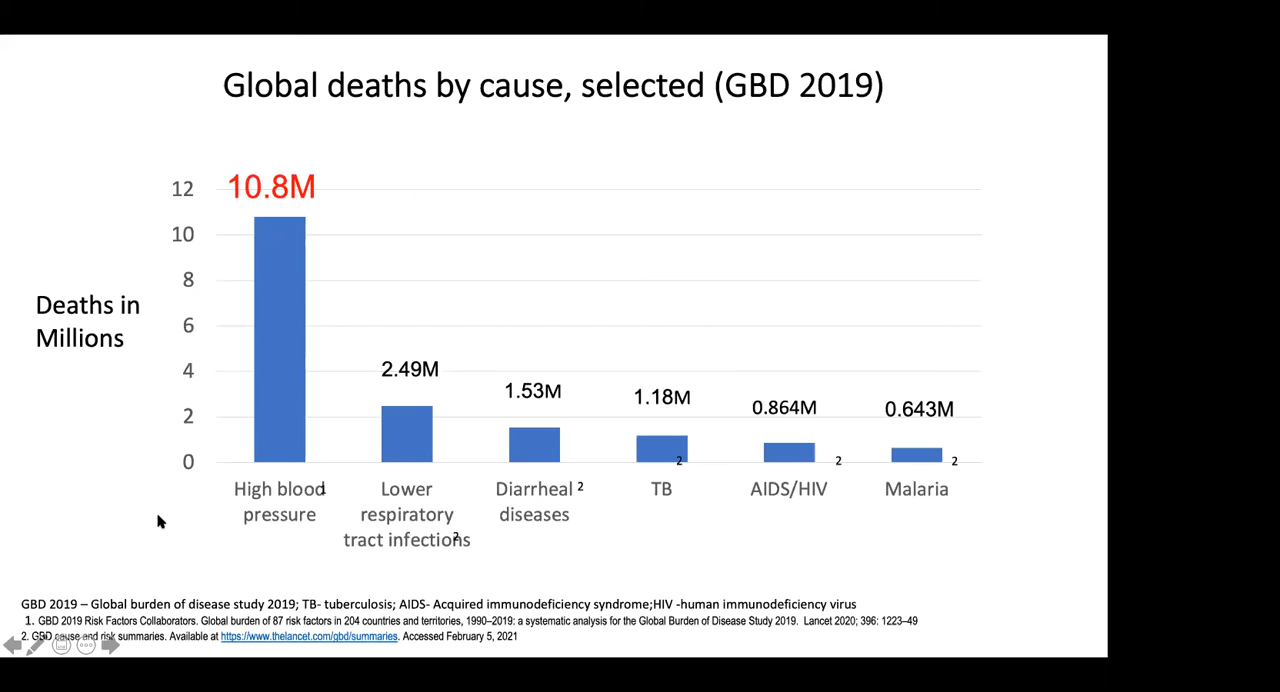 Global deaths by cause, selected (GBD 2019)
Deaths in
Millions
12
10
8
6
4
2
0
10.8M
2.49M
1.53M
1.18M
0.864M
0.643M
High blood 1
pressure
Lower
respiratory
tract infections 2
Diarrheal 2
diseases
TB 2
AIDS/HIV 2
Malaria 2
GBD 2019 – Global burden of disease study 2019; TB- tuberculosis; AIDS- Acquired immunodeficiency syndrome;HIV -human immunodeficiency virus
1. GBD 2019 Risk Factors Collaborators. Global burden of 87 risk factors in 204 countries and territories, 1990–2019: a systematic analysis for the Global Burden of Disease Study 2019. Lancet 2020; 396: 1223–49
2. GBD cause and risk summaries. Available at https://www.thelancet.com/gbd/summaries. Accessed February 5, 2021